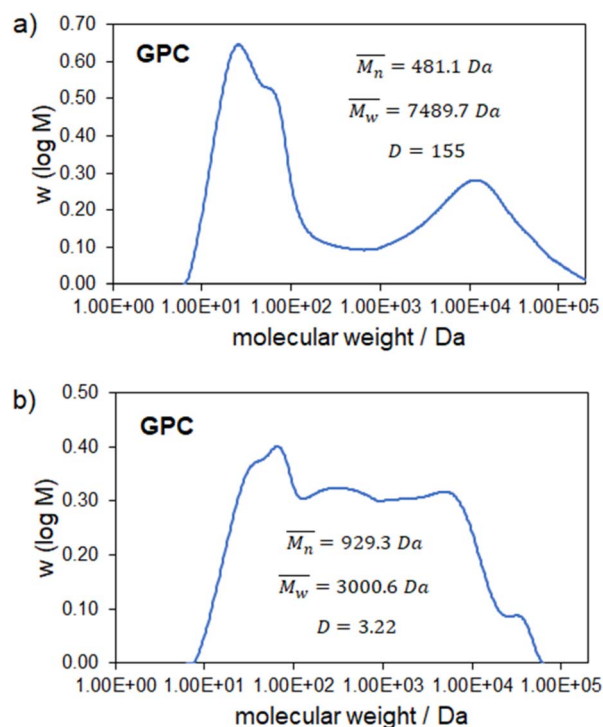 a)
GPC
w (log M)
0.70
0.60
0.50
0.40
0.30
0.20
0.10
0.00
M̅n̅ = 481.1 Da
M̅w̅ = 7489.7 Da
D = 155
1.00E+00 1.00E+01 1.00E+02 1.00E+03 1.00E+04 1.00E+05
molecular weight / Da
b)
GPC
w (log M)
0.50
0.40
0.30
0.20
0.10
0.00
M̅n̅ = 929.3 Da
M̅w̅ = 3000.6 Da
D = 3.22
1.00E+00 1.00E+01 1.00E+02 1.00E+03 1.00E+04 1.00E+05
molecular weight / Da